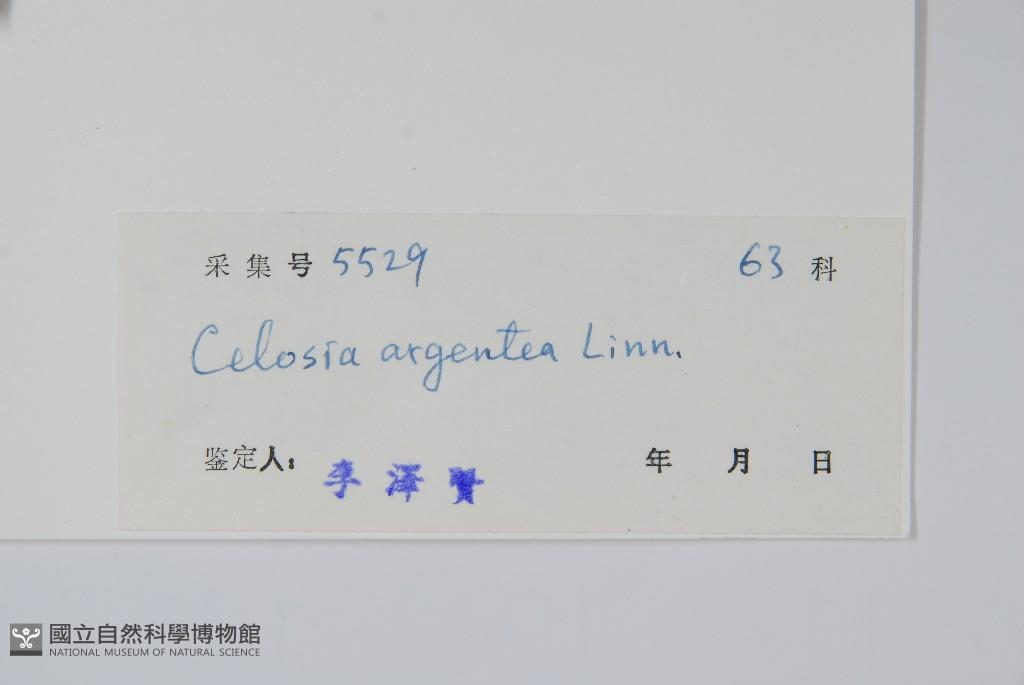 采集号 5529 63 科
Celosia argentea Linn.
鉴定人: 李澤賢 年 月 日
國立自然科學博物館
NATIONAL MUSEUM OF NATURAL SCIENCE